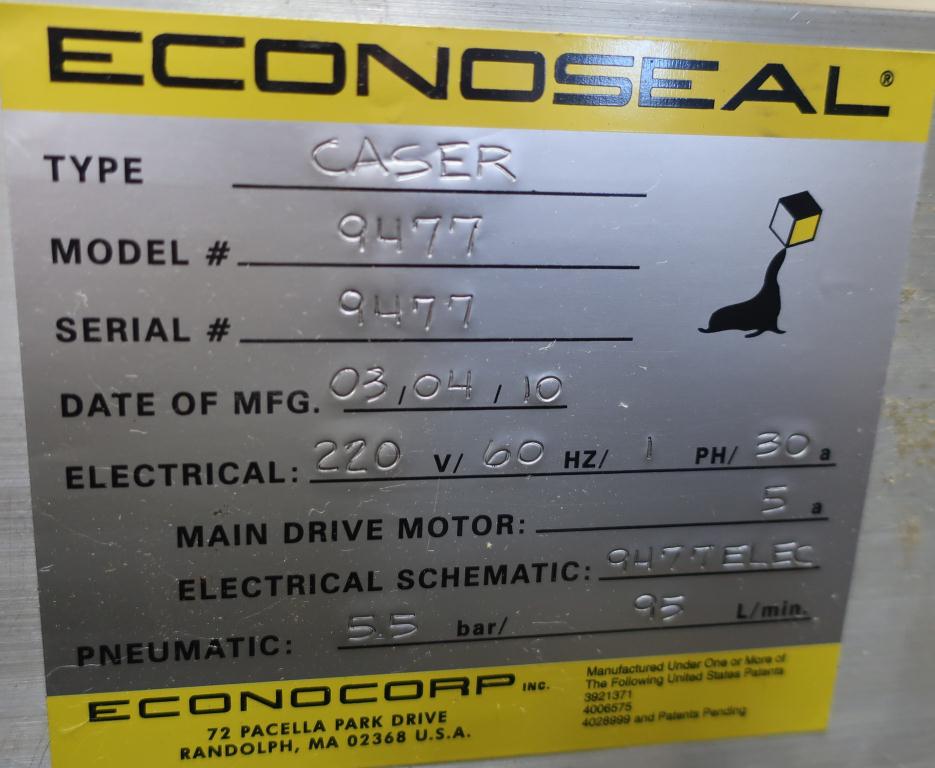 ECONOSEAL®
TYPE CASER
MODEL # 9477
SERIAL # 9477
DATE OF MFG. 03/04/10
ELECTRICAL: 220 V/ 60 HZ/ 1 PH/ 30 a
MAIN DRIVE MOTOR: 5 a
ELECTRICAL SCHEMATIC: 9477ELEC
PNEUMATIC: 5.5 bar/ 95 L/min.
ECONOCORP INC.
72 PACELLA PARK DRIVE
RANDOLPH, MA 02368 U.S.A.
Manufactured Under One or More of
The Following United States Patents
3921371
4006575
4028999 and Patents Pending